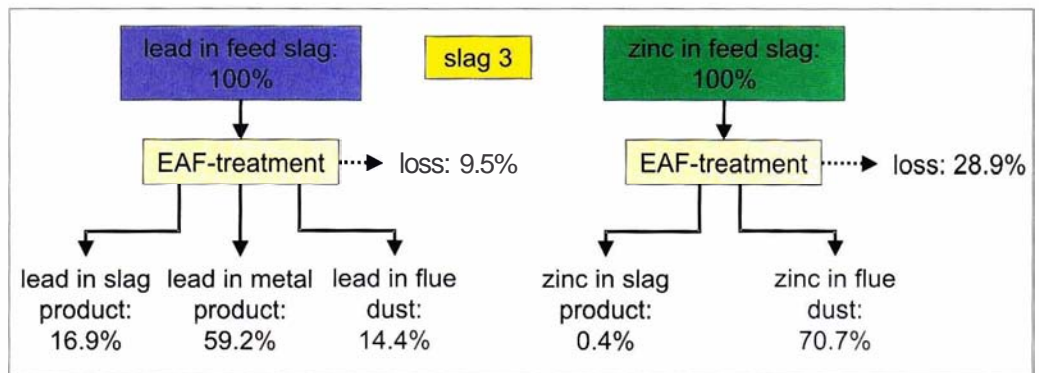 lead in feed slag:
100%
slag 3
zinc in feed slag:
100%
EAF-treatment
loss: 9.5%
EAF-treatment
loss: 28.9%
lead in slag
product:
16.9%
lead in metal
product:
59.2%
lead in flue
dust:
14.4%
zinc in slag
product:
0.4%
zinc in flue
dust:
70.7%